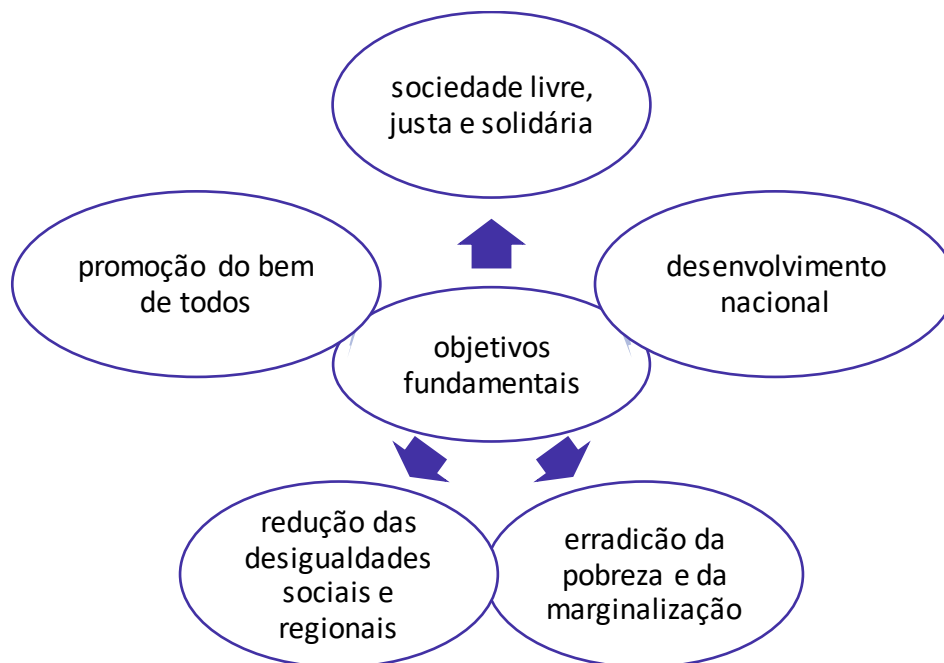 sociedade livre,
justa e solidária
promoção do bem
de todos
desenvolvimento
nacional
objetivos
fundamentais
redução das
desigualdades
sociais e
regionais
erradicão da
pobreza e da
marginalização